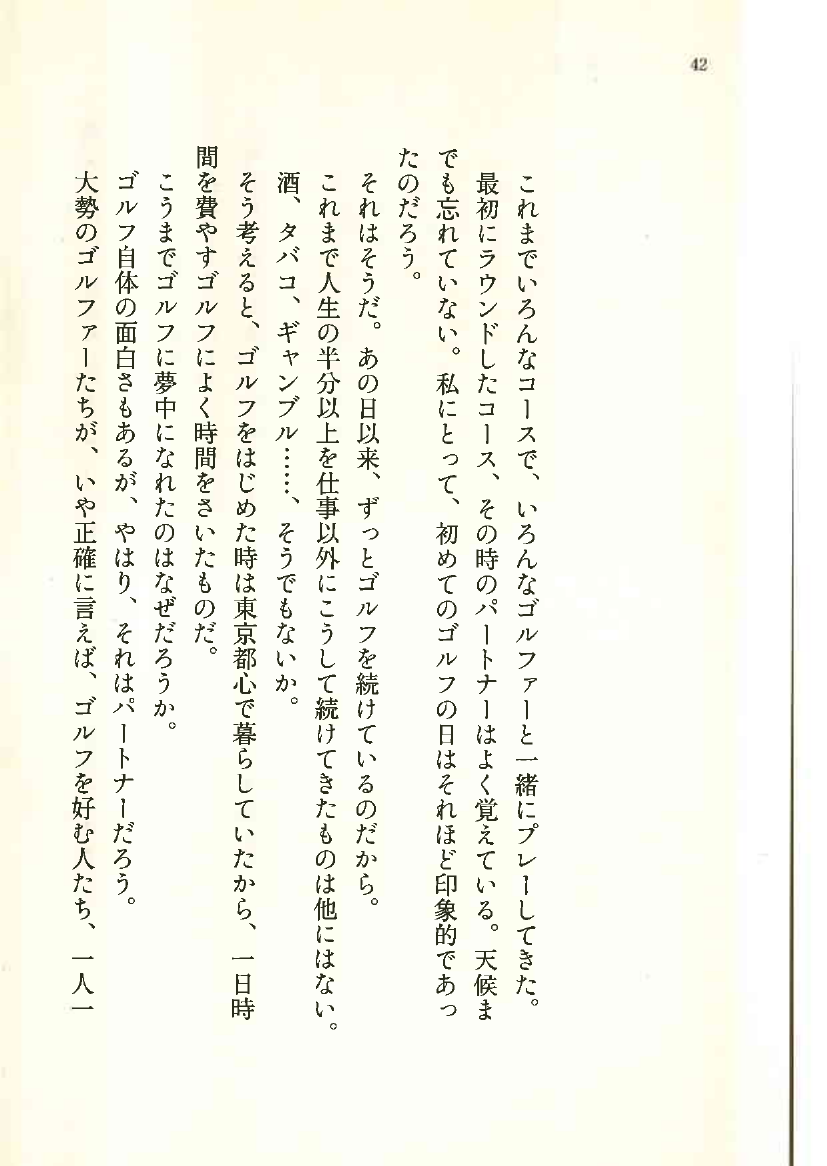 42
これまでいろんなコースで、いろんなゴルファーと一緒にプレーしてきた。
最初にラウンドしたコース、その時のパートナーはよく覚えている。天候ま
でも忘れていない。私にとって、初めてのゴルフの日はそれほど印象的であっ
たのだろう。
それはそうだ。あの日以来、ずっとゴルフを続けているのだから。
これまで人生の半分以上を仕事以外にこうして続けてきたものは他にはない。
酒、タバコ、ギャンブル……、そうでもないか。
そう考えると、ゴルフをはじめた時は東京都心で暮らしていたから、一日時
間を費やすゴルフによく時間をさいたものだ。
こうまでゴルフに夢中になれたのはなぜだろうか。
ゴルフ自体の面白さもあるが、やはり、それはパートナーだろう。
大勢のゴルファーたちが、いや正確に言えば、ゴルフを好む人たち、一人一